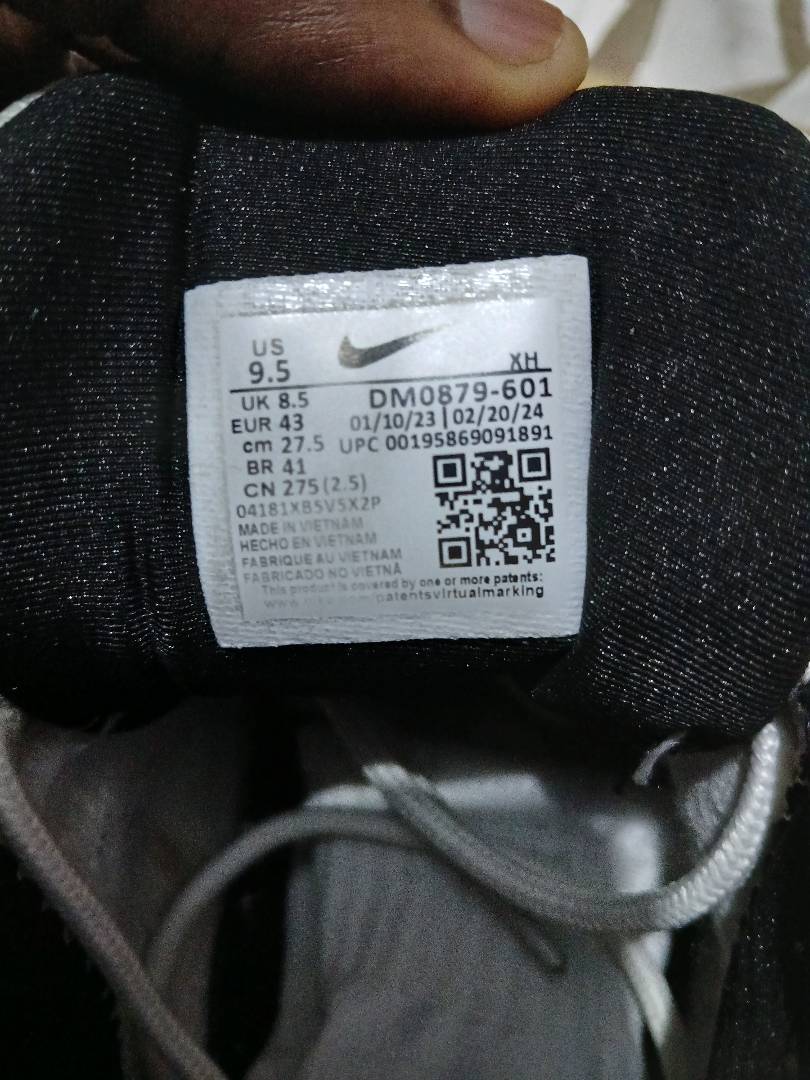 US
9.5
XH
UK 8.5 DM0879-601
EUR 43 01/10/23 | 02/20/24
cm 27.5 UPC 00195869091891
BR 41
CN 275(2.5)
04181XB5V5X2P
MADE IN VIETNAM
HECHO EN VIETNAM
FABRIQUE AU VIETNAM
FABRICADO NO VIETNÃ
This product is covered by one or more patents:
patentsvirtualmarking